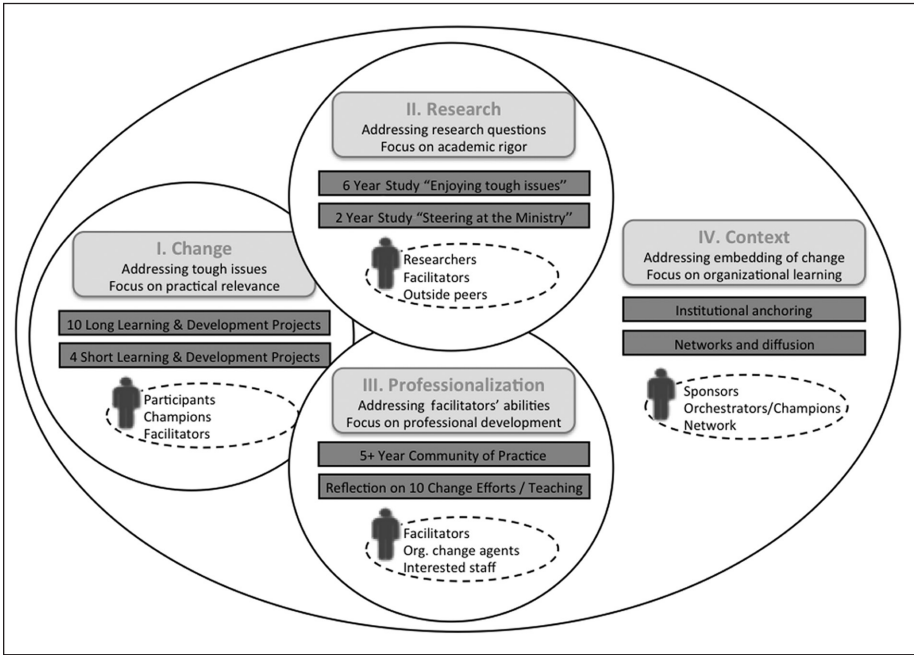 I. Change
Addressing tough issues
Focus on practical relevance
10 Long Learning & Development Projects
4 Short Learning & Development Projects
Participants
Champions
Facilitators
II. Research
Addressing research questions
Focus on academic rigor
6 Year Study “Enjoying tough issues”
2 Year Study “Steering at the Ministry”
Researchers
Facilitators
Outside peers
III. Professionalization
Addressing facilitators’ abilities
Focus on professional development
5+ Year Community of Practice
Reflection on 10 Change Efforts / Teaching
Facilitators
Org. change agents
Interested staff
IV. Context
Addressing embedding of change
Focus on organizational learning
Institutional anchoring
Networks and diffusion
Sponsors
Orchestrators/Champions
Network